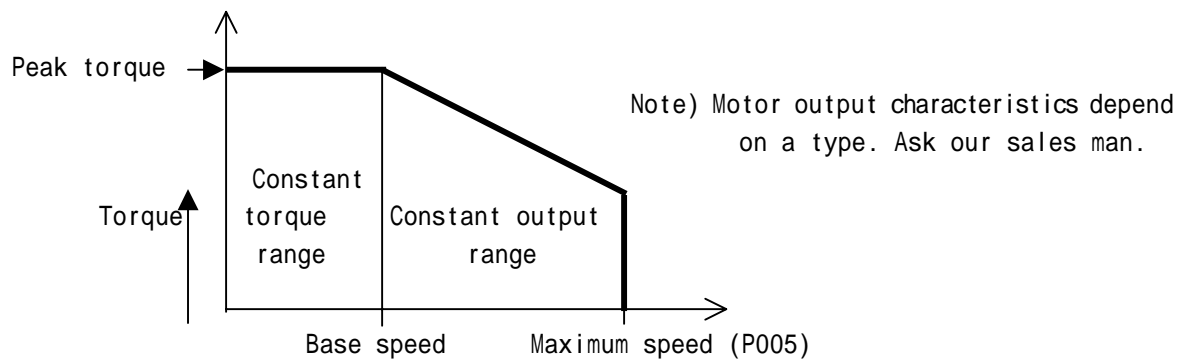 Peak torque
Note) Motor output characteristics depend
on a type. Ask our sales man.
Constant
torque
range
Torque
Constant output
range
Base speed
Maximum speed (P005)